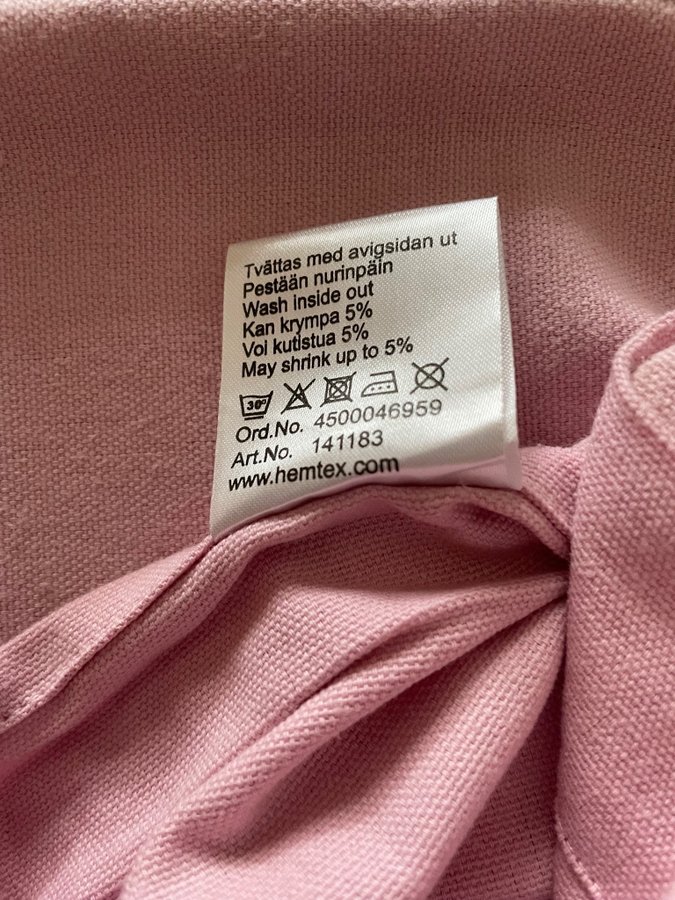 Tvättas med avigsidan ut
Pestään nurinpäin
Wash inside out
Kan krympa 5%
Voi kutistua 5%
May shrink up to 5%
30°
Ord.No. 4500046959
Art.No. 141183
www.hemtex.com